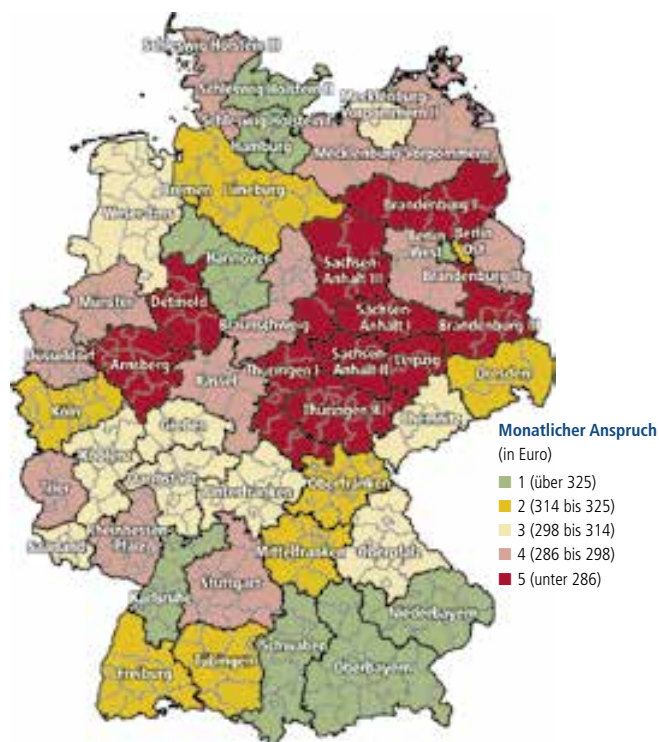 Schleswig Holstein III
Schleswig Holstein II
Mecklenburg-
Vorpommern II
Schleswig Holstein I
Hamburg
Mecklenburg-Vorpommern I
Bremen
Lüneburg
Brandenburg I
Weser-Ems
Berlin
West
Berlin
Ost
Hannover
Sachsen-
Anhalt III
Brandenburg II
Münster
Detmold
Braunschweig
Sachsen-
Anhalt I
Brandenburg III
Düsseldorf
Arnsberg
Kassel
Thüringen I
Sachsen-
Anhalt II
Leipzig
Dresden
Köln
Gießen
Thüringen II
Chemnitz
Koblenz
Darmstadt
Unterfranken
Oberfranken
Trier
Rheinhessen-
Pfalz
Saarland
Mittelfranken
Oberpfalz
Karlsruhe
Stuttgart
Niederbayern
Schwaben
Freiburg
Tübingen
Oberbayern
Monatlicher Anspruch
(in Euro)
1 (über 325)
2 (314 bis 325)
3 (298 bis 314)
4 (286 bis 298)
5 (unter 286)